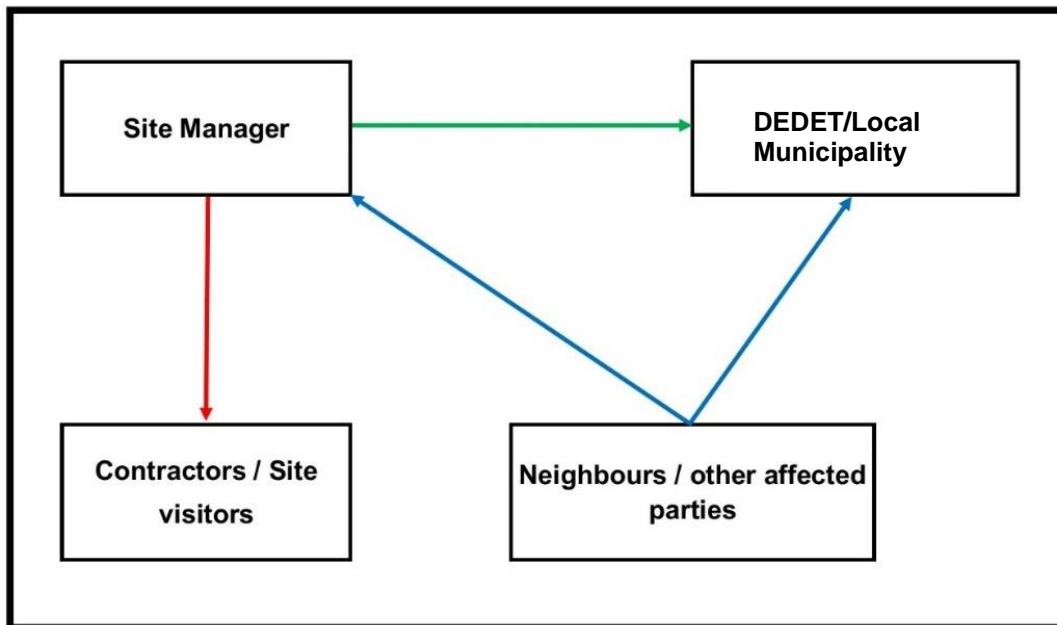 Site Manager
DEDET/Local
Municipality
Contractors / Site
visitors
Neighbours / other affected
parties